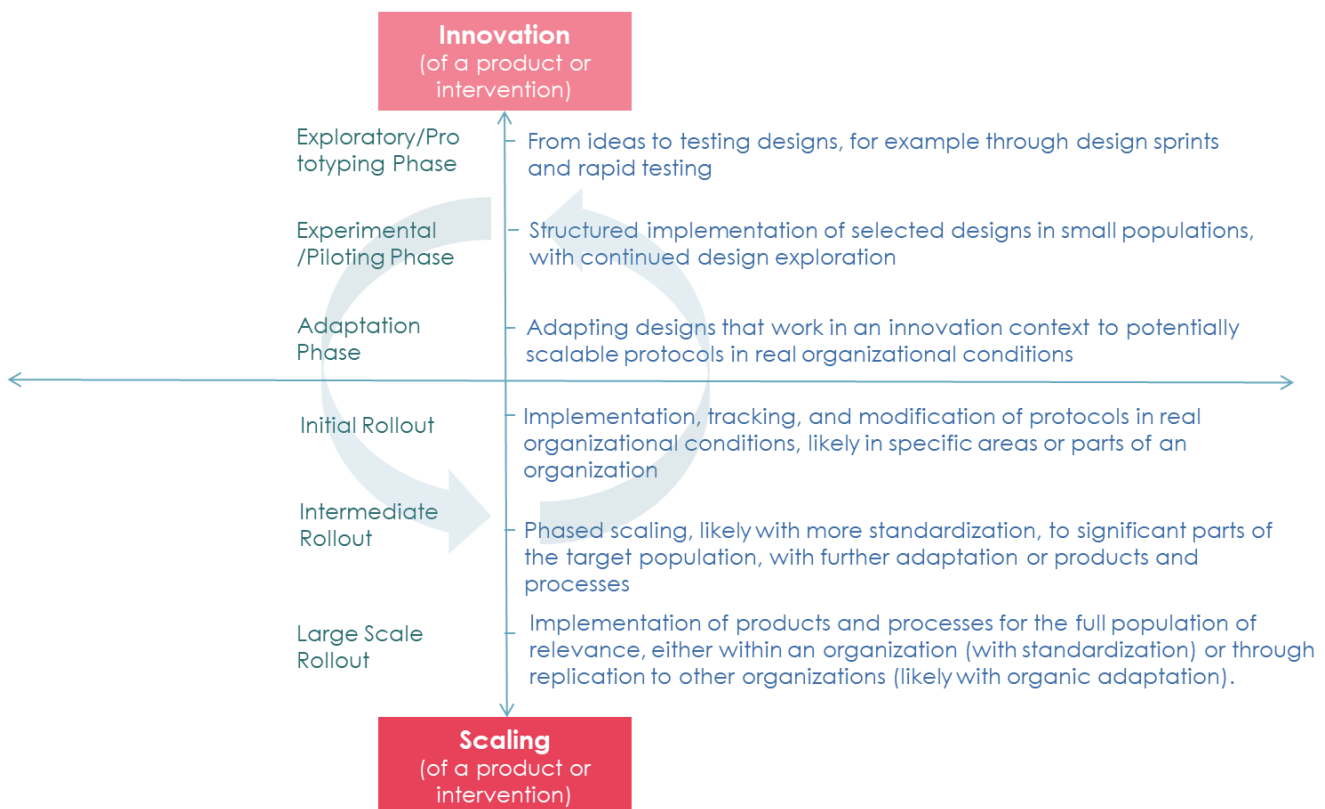 Innovation
(of a product or
intervention)
Exploratory/Pro
totyping Phase
From ideas to testing designs, for example through design sprints
and rapid testing
Experimental
/Piloting Phase
Structured implementation of selected designs in small populations,
with continued design exploration
Adaptation
Phase
Adapting designs that work in an innovation context to potentially
scalable protocols in real organizational conditions
Initial Rollout
Implementation, tracking, and modification of protocols in real
organizational conditions, likely in specific areas or parts of an
organization
Intermediate
Rollout
Phased scaling, likely with more standardization, to significant parts of
the target population, with further adaptation or products and
processes
Large Scale
Rollout
Implementation of products and processes for the full population of
relevance, either within an organization (with standardization) or through
replication to other organizations (likely with organic adaptation).
Scaling
(of a product or
intervention)